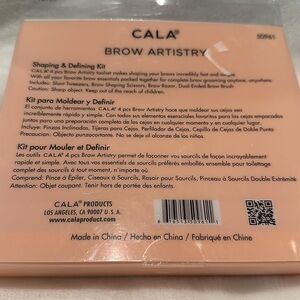 CALA®
BROW ARTISTRY
50961
Shaping & Defining Kit
CALA® 4 pcs Brow Artistry toolset makes shaping your brows incredibly fast and simple.
With all your favorite brow essentials packed together for complete brow grooming anytime, anywhere.
Includes: Slant Tweezers, Brow Shaping Scissors, Brow Razor, Dual Ended Brow Brush
Caution: Sharp object. Keep out of the reach of children.
Kit para Moldear y Definir
El conjunto de herramientas CALA® 4 pcs Brow Artistry hace que moldear sus cejas sea
increíblemente rápido y simple. Con todos sus elementos esenciales favoritos para las cejas empacados juntos
para una preparación completa de las cejas en cualquier momento y en cualquier lugar.
Incluye: Pinzas Inclinadas, Tijeras para Cejas, Perfilador de Cejas, Cepillo de Cejas de Doble Punta
Precaución: Objeto punzante. No se deje al alcance de los niños.
Kit pour Mouler et Definir
Les outils CALA® 4 pcs Brow Artistry permet de façonner vos sourcils de façon incroyablement
rapide et simple. Avec tous vos essentiels de sourcils préférés emballés ensemble pour toilettage
complet des sourcils à tout moment, n'importe où.
Comprend: Pince à Épiler, Ciseaux à Sourcils, Rasoir pour Sourcils, Pinceau à Sourcils Double Extrémité
Attention: Objet coupant. Tenir hors de portée des enfants.
CALA® PRODUCTS
LOS ANGELES, CA 90007 U.S.A.
www.calaproduct.com
Made in China / Hecho en China / Fabriqué en Chine